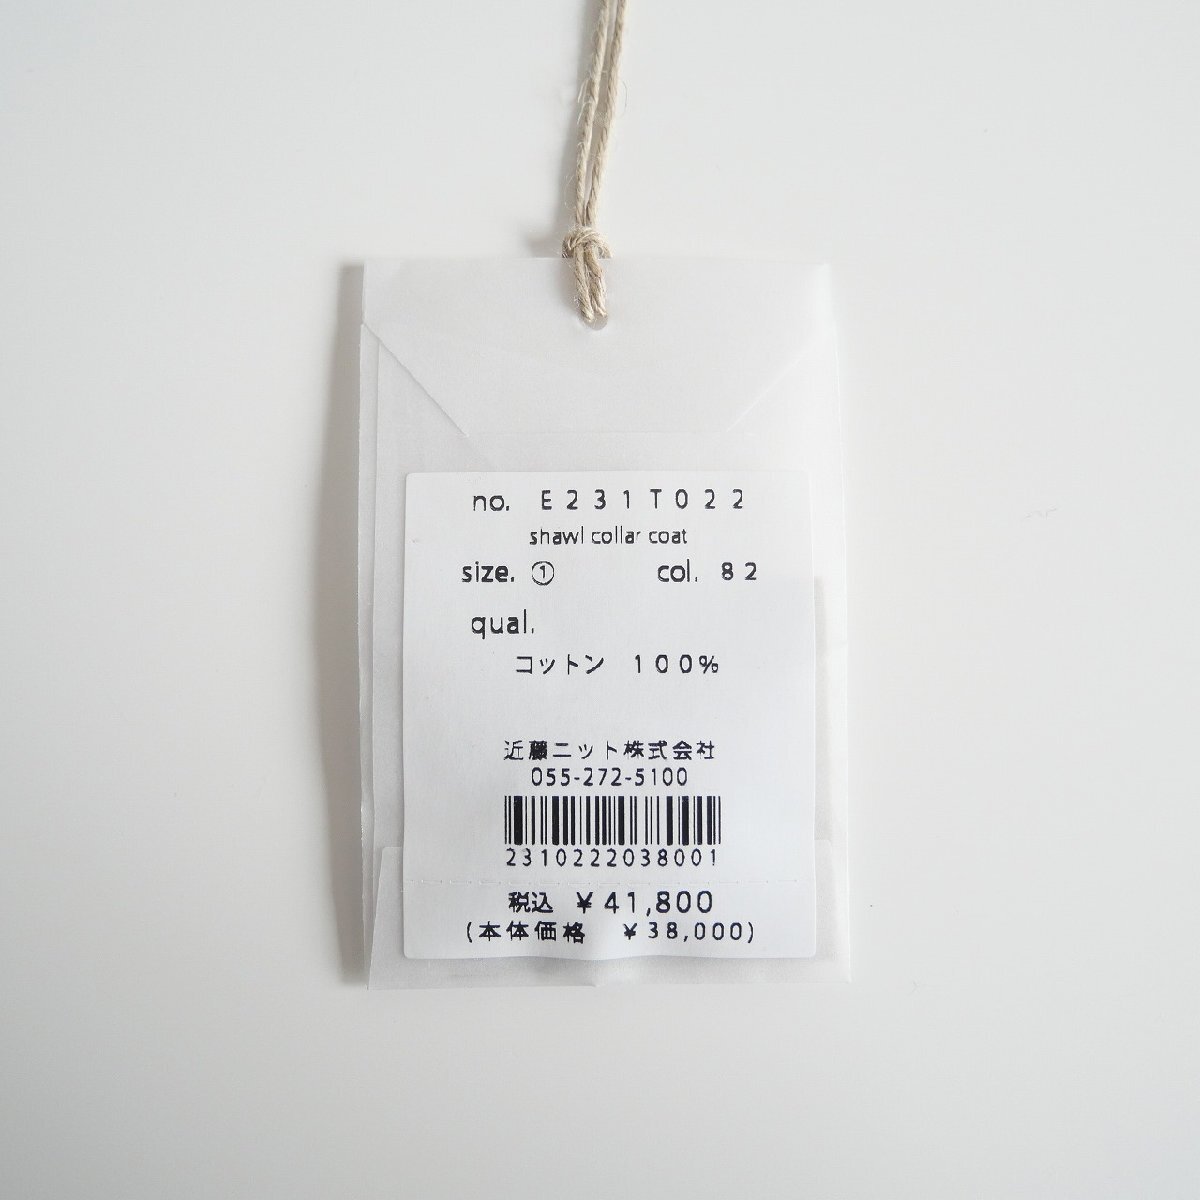 no. E231T022
shawl collar coat
size. ① col. 82
qual.
コットン 100%
近藤ニット株式会社
055-272-5100
2310222038001
税込 ¥41,800
(本体価格 ¥38,000)